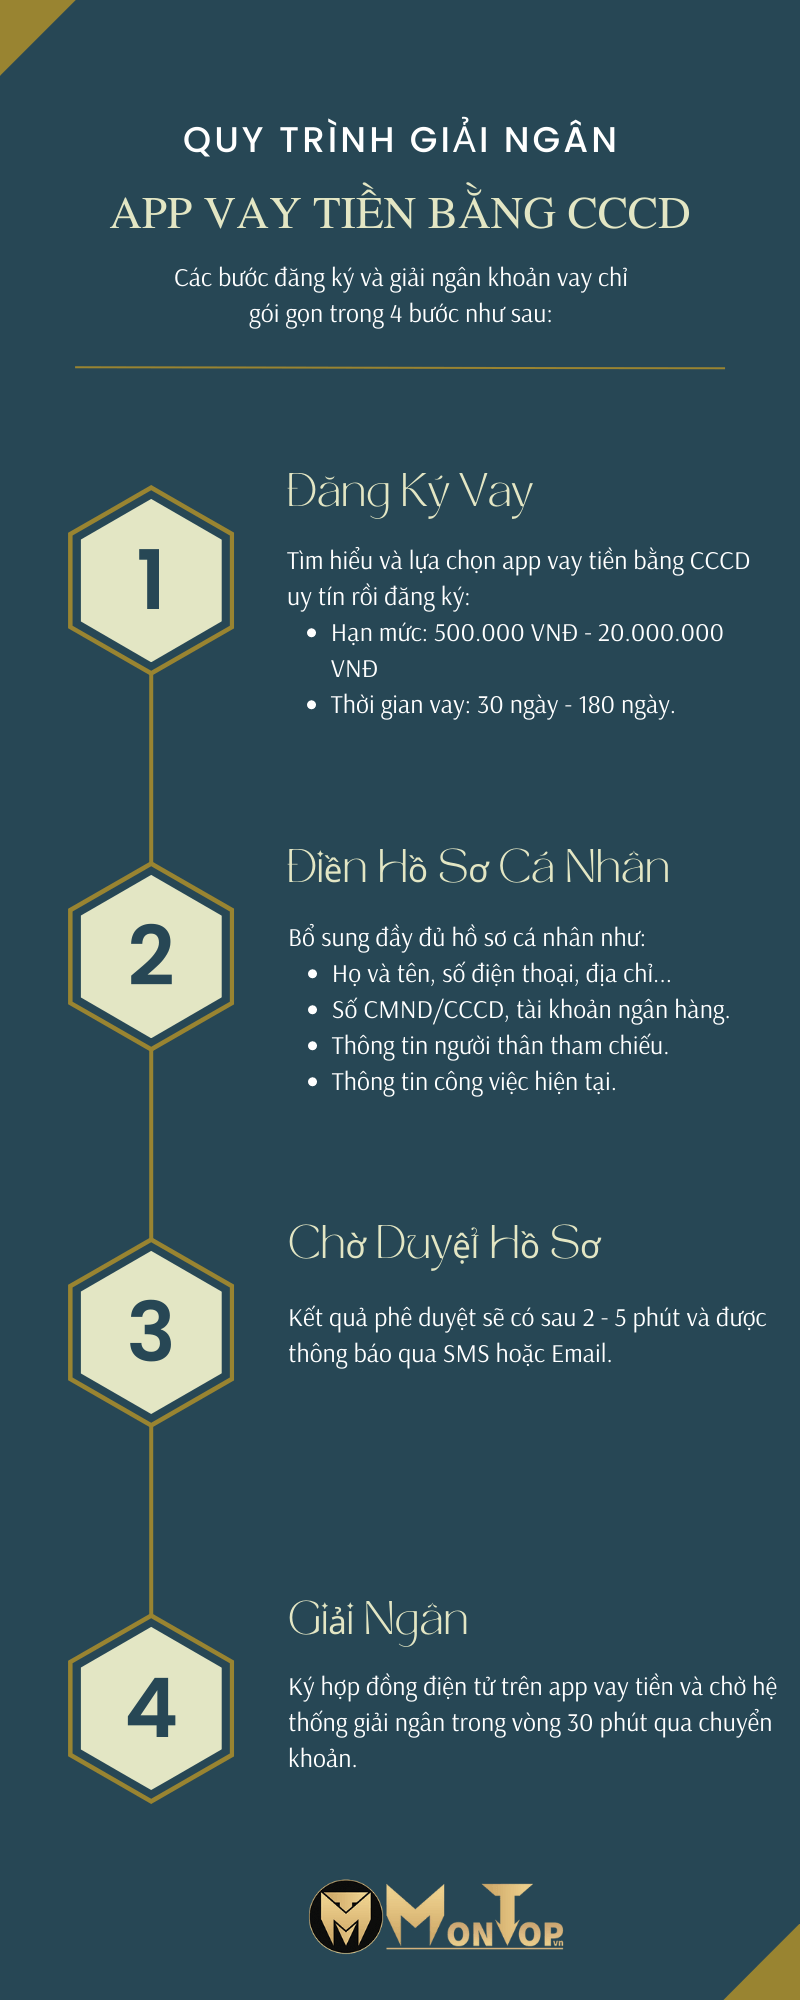 QUY TRÌNH GIẢI NGÂN
APP VAY TIỀN BẰNG CCCD
Các bước đăng ký và giải ngân khoản vay chỉ
gói gọn trong 4 bước như sau:
1
Đăng Ký Vay
Tìm hiểu và lựa chọn app vay tiền bằng CCCD
uy tín rồi đăng ký:
• Hạn mức: 500.000 VNĐ - 20.000.000
VNĐ
• Thời gian vay: 30 ngày - 180 ngày.
2
Điền Hồ Sơ Cá Nhân
Bổ sung đầy đủ hồ sơ cá nhân như:
• Họ và tên, số điện thoại, địa chỉ...
• Số CMND/CCCD, tài khoản ngân hàng.
• Thông tin người thân tham chiếu.
• Thông tin công việc hiện tại.
3
Chờ Duyệt Hồ Sơ
Kết quả phê duyệt sẽ có sau 2 - 5 phút và được
thông báo qua SMS hoặc Email.
4
Giải Ngân
Ký hợp đồng điện tử trên app vay tiền và chờ hệ
thống giải ngân trong vòng 30 phút qua chuyển
khoản.
MONTOP.vn